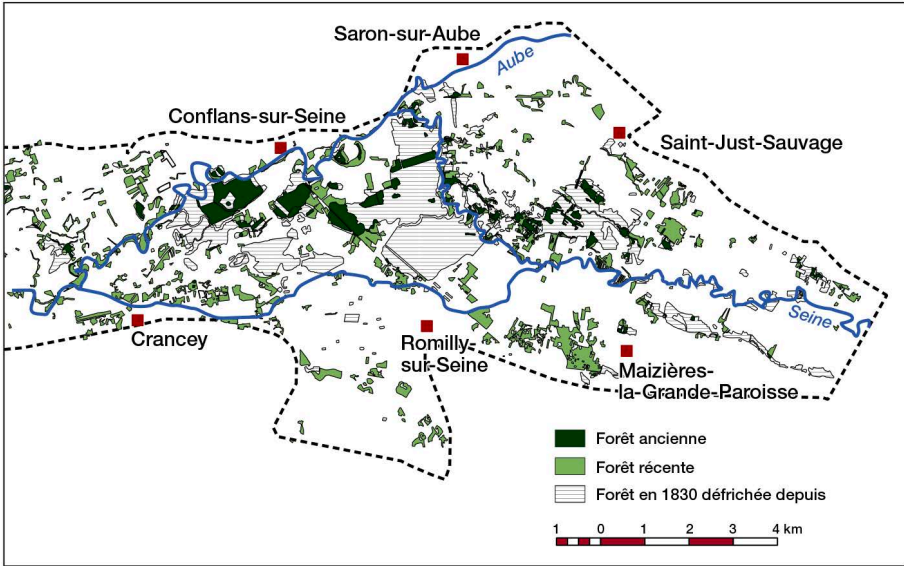 Saron-sur-Aube
Aube
Conflans-sur-Seine
Saint-Just-Sauvage
Seine
Crancey
Romilly-
sur-Seine
Maizières-
la-Grande-Paroisse
Forêt ancienne
Forêt récente
Forêt en 1830 défrichée depuis
1 0 1 2 3 4 km